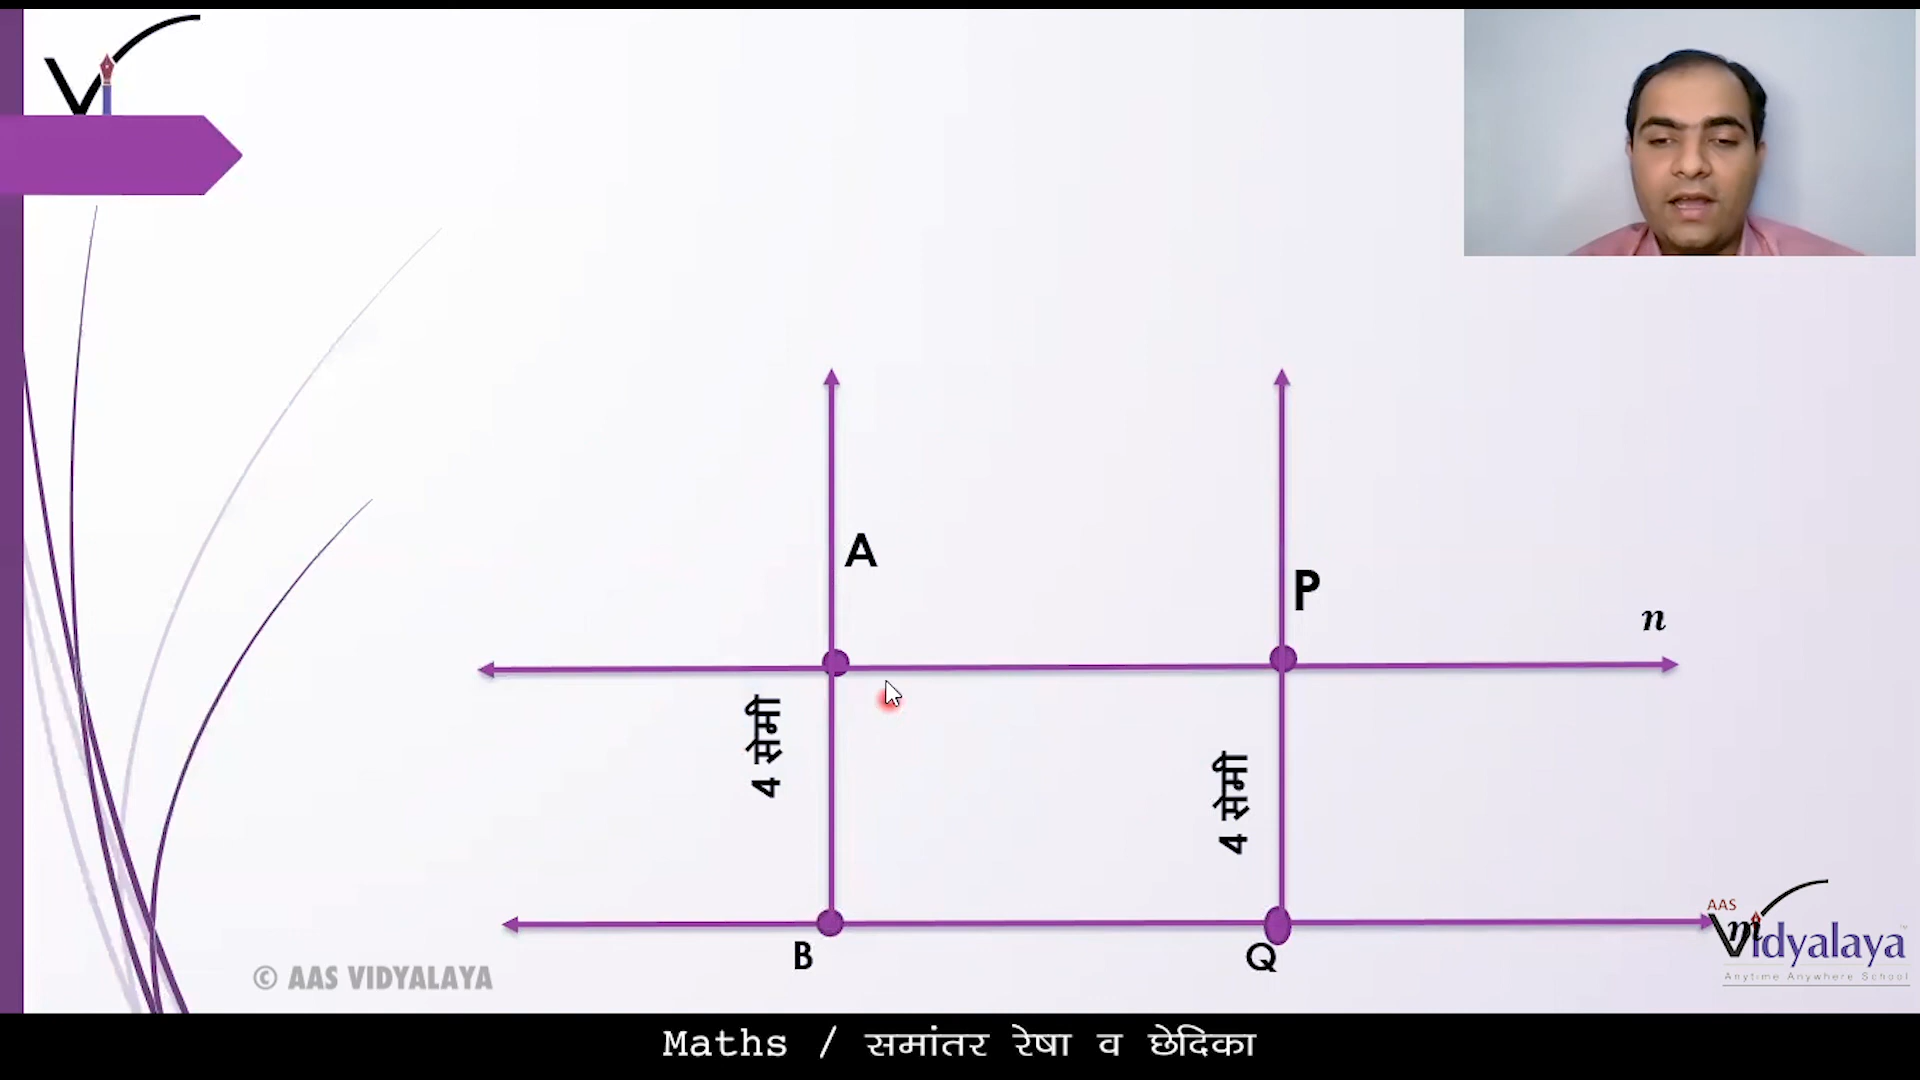 A
P
n
4 सेमी
4 सेमी
B
Q
m
AAS
Vidyalaya
Anytime Anywhere School
© AAS VIDYALAYA
Maths / समांतर रेषा व छेदिका